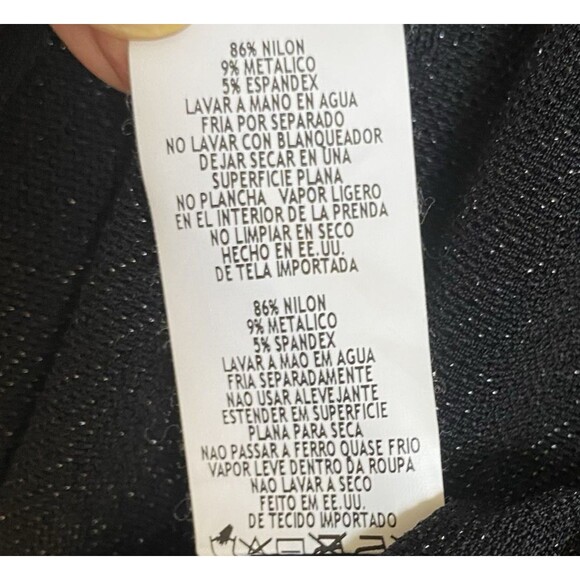 86% NILON
9% METALICO
5% ESPANDEX
LAVAR A MANO EN AGUA
FRIA POR SEPARADO
NO LAVAR CON BLANQUEADOR
DEJAR SECAR EN UNA
SUPERFICIE PLANA
NO PLANCHA VAPOR LIGERO
EN EL INTERIOR DE LA PRENDA
NO LIMPIAR EN SECO
HECHO EN EE.UU.
DE TELA IMPORTADA
86% NILON
9% METALICO
5% SPANDEX
LAVAR A MAO EM AGUA
FRIA SEPARADAMENTE
NAO USAR ALEVEJANTE
ESTENDER EM SUPERFICIE
PLANA PARA SECA
NAO PASSAR A FERRO QUASE FRIO
VAPOR LEVE DENTRO DA ROUPA
NAO LAVAR A SECO
FEITO EM EE.UU.
DE TECIDO IMPORTADO